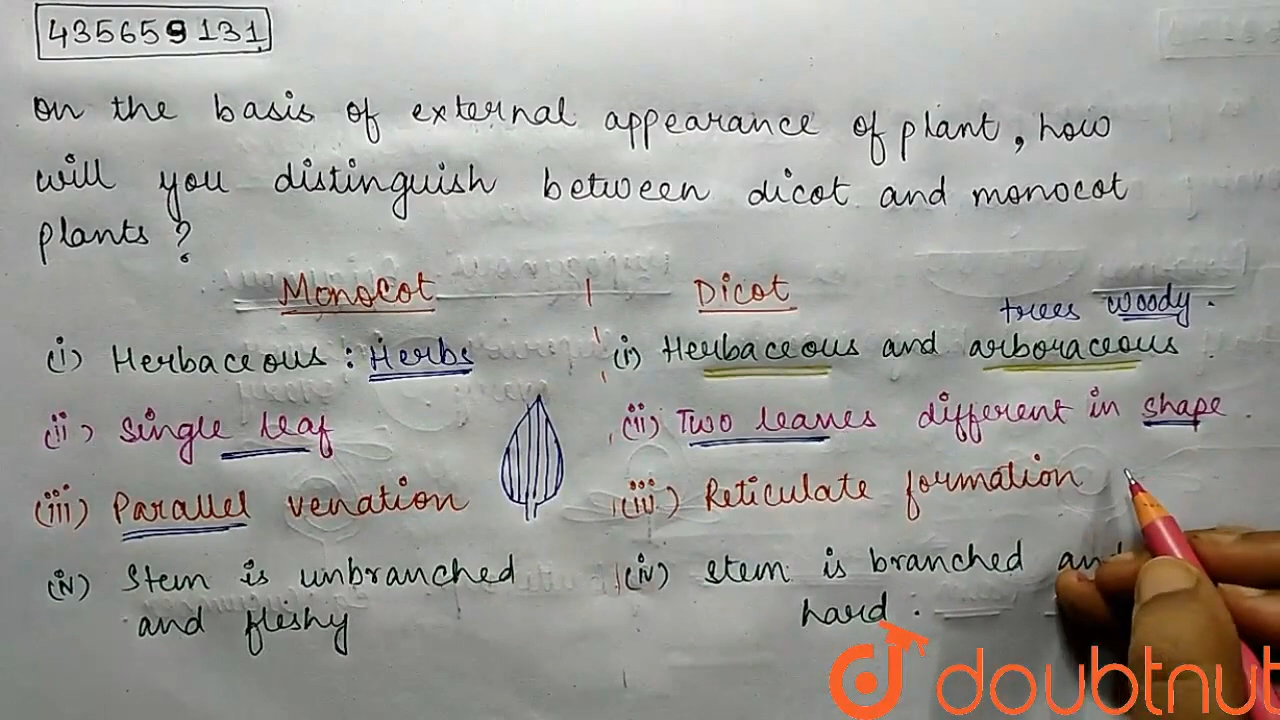 435659131
on the basis of external appearance of plant, how
will you distinguish between dicot and monocot
plants ?
Monocot | Dicot
trees woody.
(i) Herbaceous : Herbs (i) Herbaceous and arboraceous.
(ii) single leaf (ii) Two leaves different in shape.
(iii) Parallel venation (iii) Reticulate formation
(iv) Stem is unbranched (iv) stem is branched and
and fleshy hard.
doubtnut